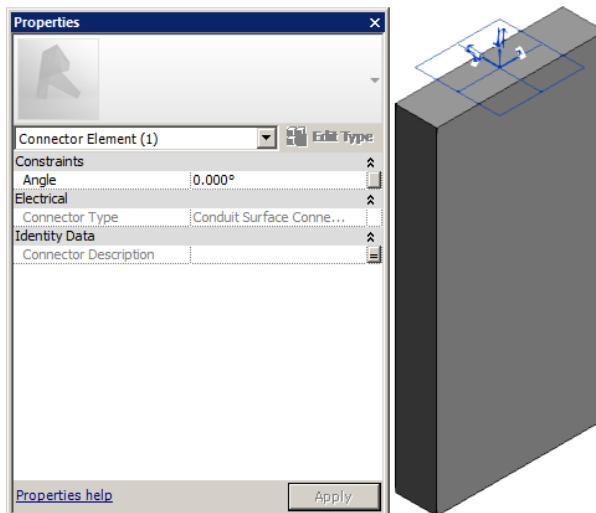 Properties
Connector Element (1)
Edit Type
Constraints
Angle 0.000°
Electrical
Connector Type Conduit Surface Conne...
Identity Data
Connector Description =
Properties help
Apply